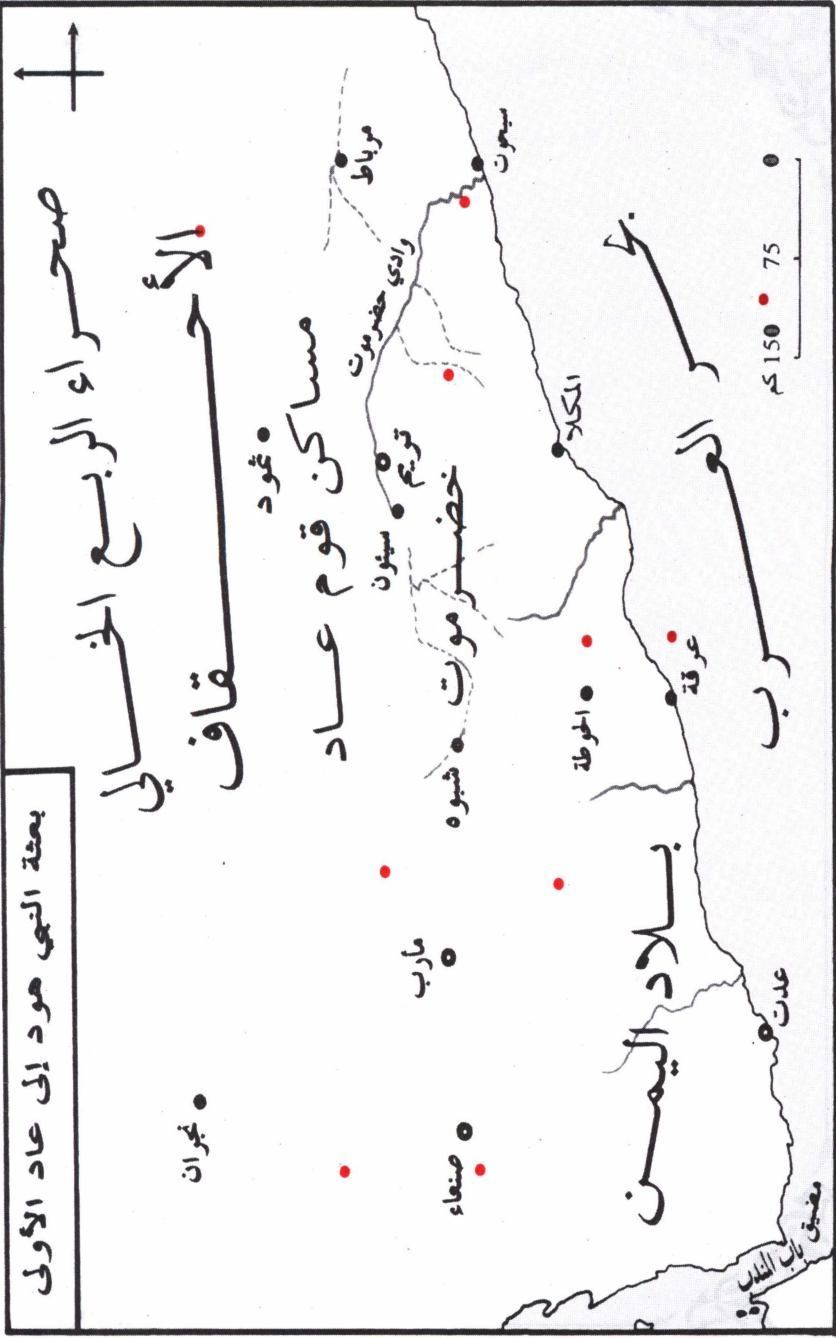 بعثة النبي هود إلى عاد الأولى
صحراء الربع الخالي
الأحقاف
مساكن قوم عاد
حضرموت
نجران
مأرب
صنعاء
شبوه
سيئون
تريم
ثمود
مرباط
وادي حضرموت
سيحوت
المكلا
الحوطة
عرقة
بلاد اليمن
عدن
مضيق باب المندب
بحر العرب
0 75 150 كم